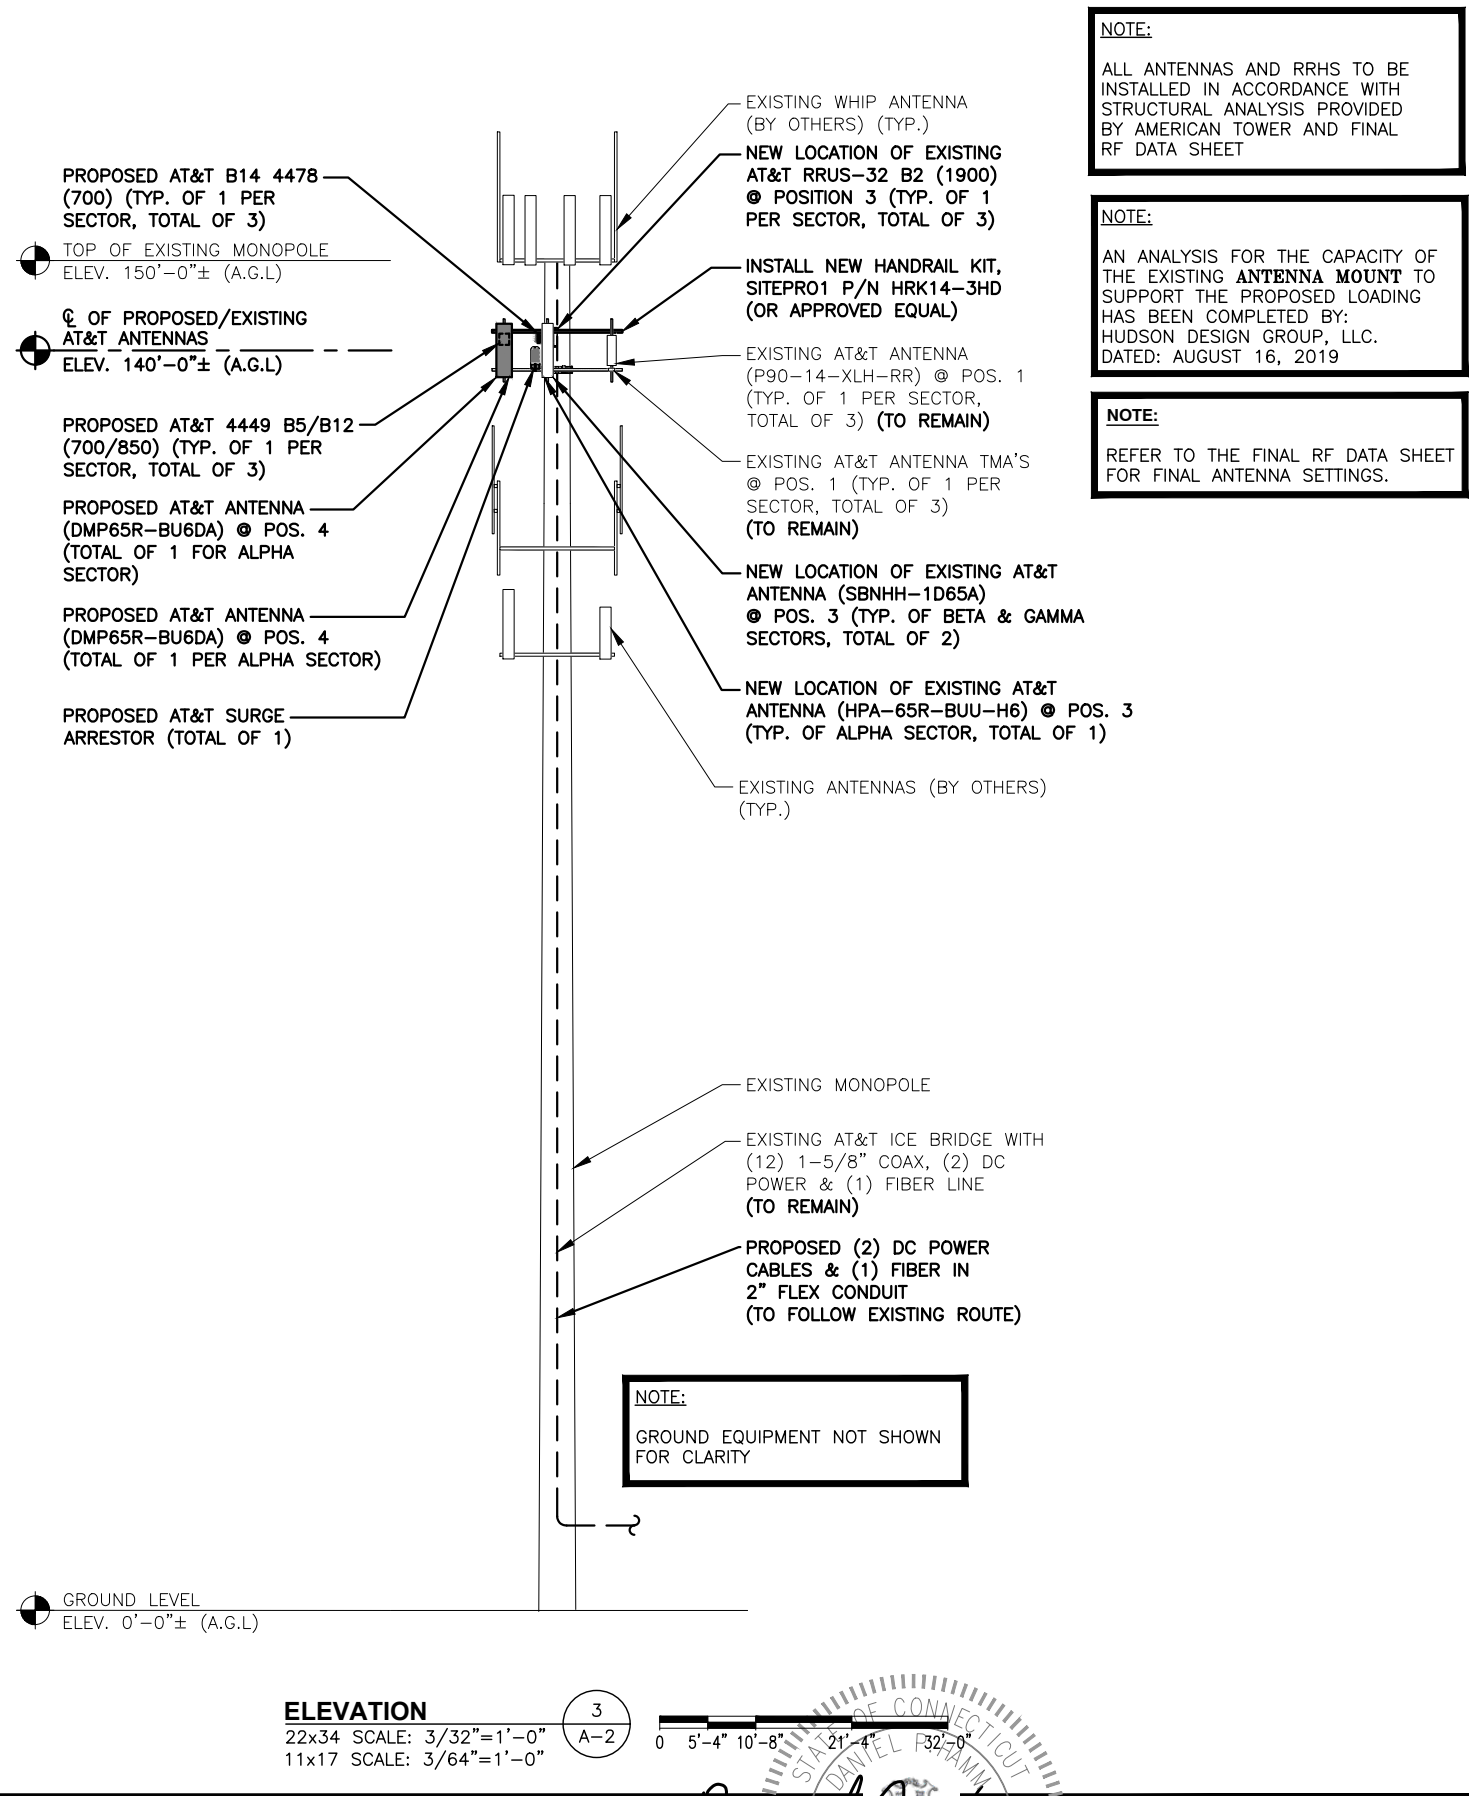 NOTE:
ALL ANTENNAS AND RRHS TO BE
INSTALLED IN ACCORDANCE WITH
STRUCTURAL ANALYSIS PROVIDED
BY AMERICAN TOWER AND FINAL
RF DATA SHEET
NOTE:
AN ANALYSIS FOR THE CAPACITY OF
THE EXISTING ANTENNA MOUNT TO
SUPPORT THE PROPOSED LOADING
HAS BEEN COMPLETED BY:
HUDSON DESIGN GROUP, LLC.
DATED: AUGUST 16, 2019
NOTE:
REFER TO THE FINAL RF DATA SHEET
FOR FINAL ANTENNA SETTINGS.
PROPOSED AT&T B14 4478
(700) (TYP. OF 1 PER
SECTOR, TOTAL OF 3)
TOP OF EXISTING MONOPOLE
ELEV. 150'-0"± (A.G.L)
℄ OF PROPOSED/EXISTING
AT&T ANTENNAS
ELEV. 140'-0"± (A.G.L)
PROPOSED AT&T 4449 B5/B12
(700/850) (TYP. OF 1 PER
SECTOR, TOTAL OF 3)
PROPOSED AT&T ANTENNA
(DMP65R-BU6DA) @ POS. 4
(TOTAL OF 1 FOR ALPHA
SECTOR)
PROPOSED AT&T ANTENNA
(DMP65R-BU6DA) @ POS. 4
(TOTAL OF 1 PER ALPHA SECTOR)
PROPOSED AT&T SURGE
ARRESTOR (TOTAL OF 1)
EXISTING WHIP ANTENNA
(BY OTHERS) (TYP.)
NEW LOCATION OF EXISTING
AT&T RRUS-32 B2 (1900)
@ POSITION 3 (TYP. OF 1
PER SECTOR, TOTAL OF 3)
INSTALL NEW HANDRAIL KIT,
SITEPRO1 P/N HRK14-3HD
(OR APPROVED EQUAL)
EXISTING AT&T ANTENNA
(P90-14-XLH-RR) @ POS. 1
(TYP. OF 1 PER SECTOR,
TOTAL OF 3) (TO REMAIN)
EXISTING AT&T ANTENNA TMA'S
@ POS. 1 (TYP. OF 1 PER
SECTOR, TOTAL OF 3)
(TO REMAIN)
NEW LOCATION OF EXISTING AT&T
ANTENNA (SBNHH-1D65A)
@ POS. 3 (TYP. OF BETA & GAMMA
SECTORS, TOTAL OF 2)
NEW LOCATION OF EXISTING AT&T
ANTENNA (HPA-65R-BUU-H6) @ POS. 3
(TYP. OF ALPHA SECTOR, TOTAL OF 1)
EXISTING ANTENNAS (BY OTHERS)
(TYP.)
EXISTING MONOPOLE
EXISTING AT&T ICE BRIDGE WITH
(12) 1-5/8" COAX, (2) DC
POWER & (1) FIBER LINE
(TO REMAIN)
PROPOSED (2) DC POWER
CABLES & (1) FIBER IN
2" FLEX CONDUIT
(TO FOLLOW EXISTING ROUTE)
NOTE:
GROUND EQUIPMENT NOT SHOWN
FOR CLARITY
GROUND LEVEL
ELEV. 0'-0"± (A.G.L)
ELEVATION
22x34 SCALE: 3/32"=1'-0"
11x17 SCALE: 3/64"=1'-0"
3
A-2
0 5'-4" 10'-8" 21'-4" 32'-0"
STATE OF CONNECTICUT
DANIEL P. HAMM